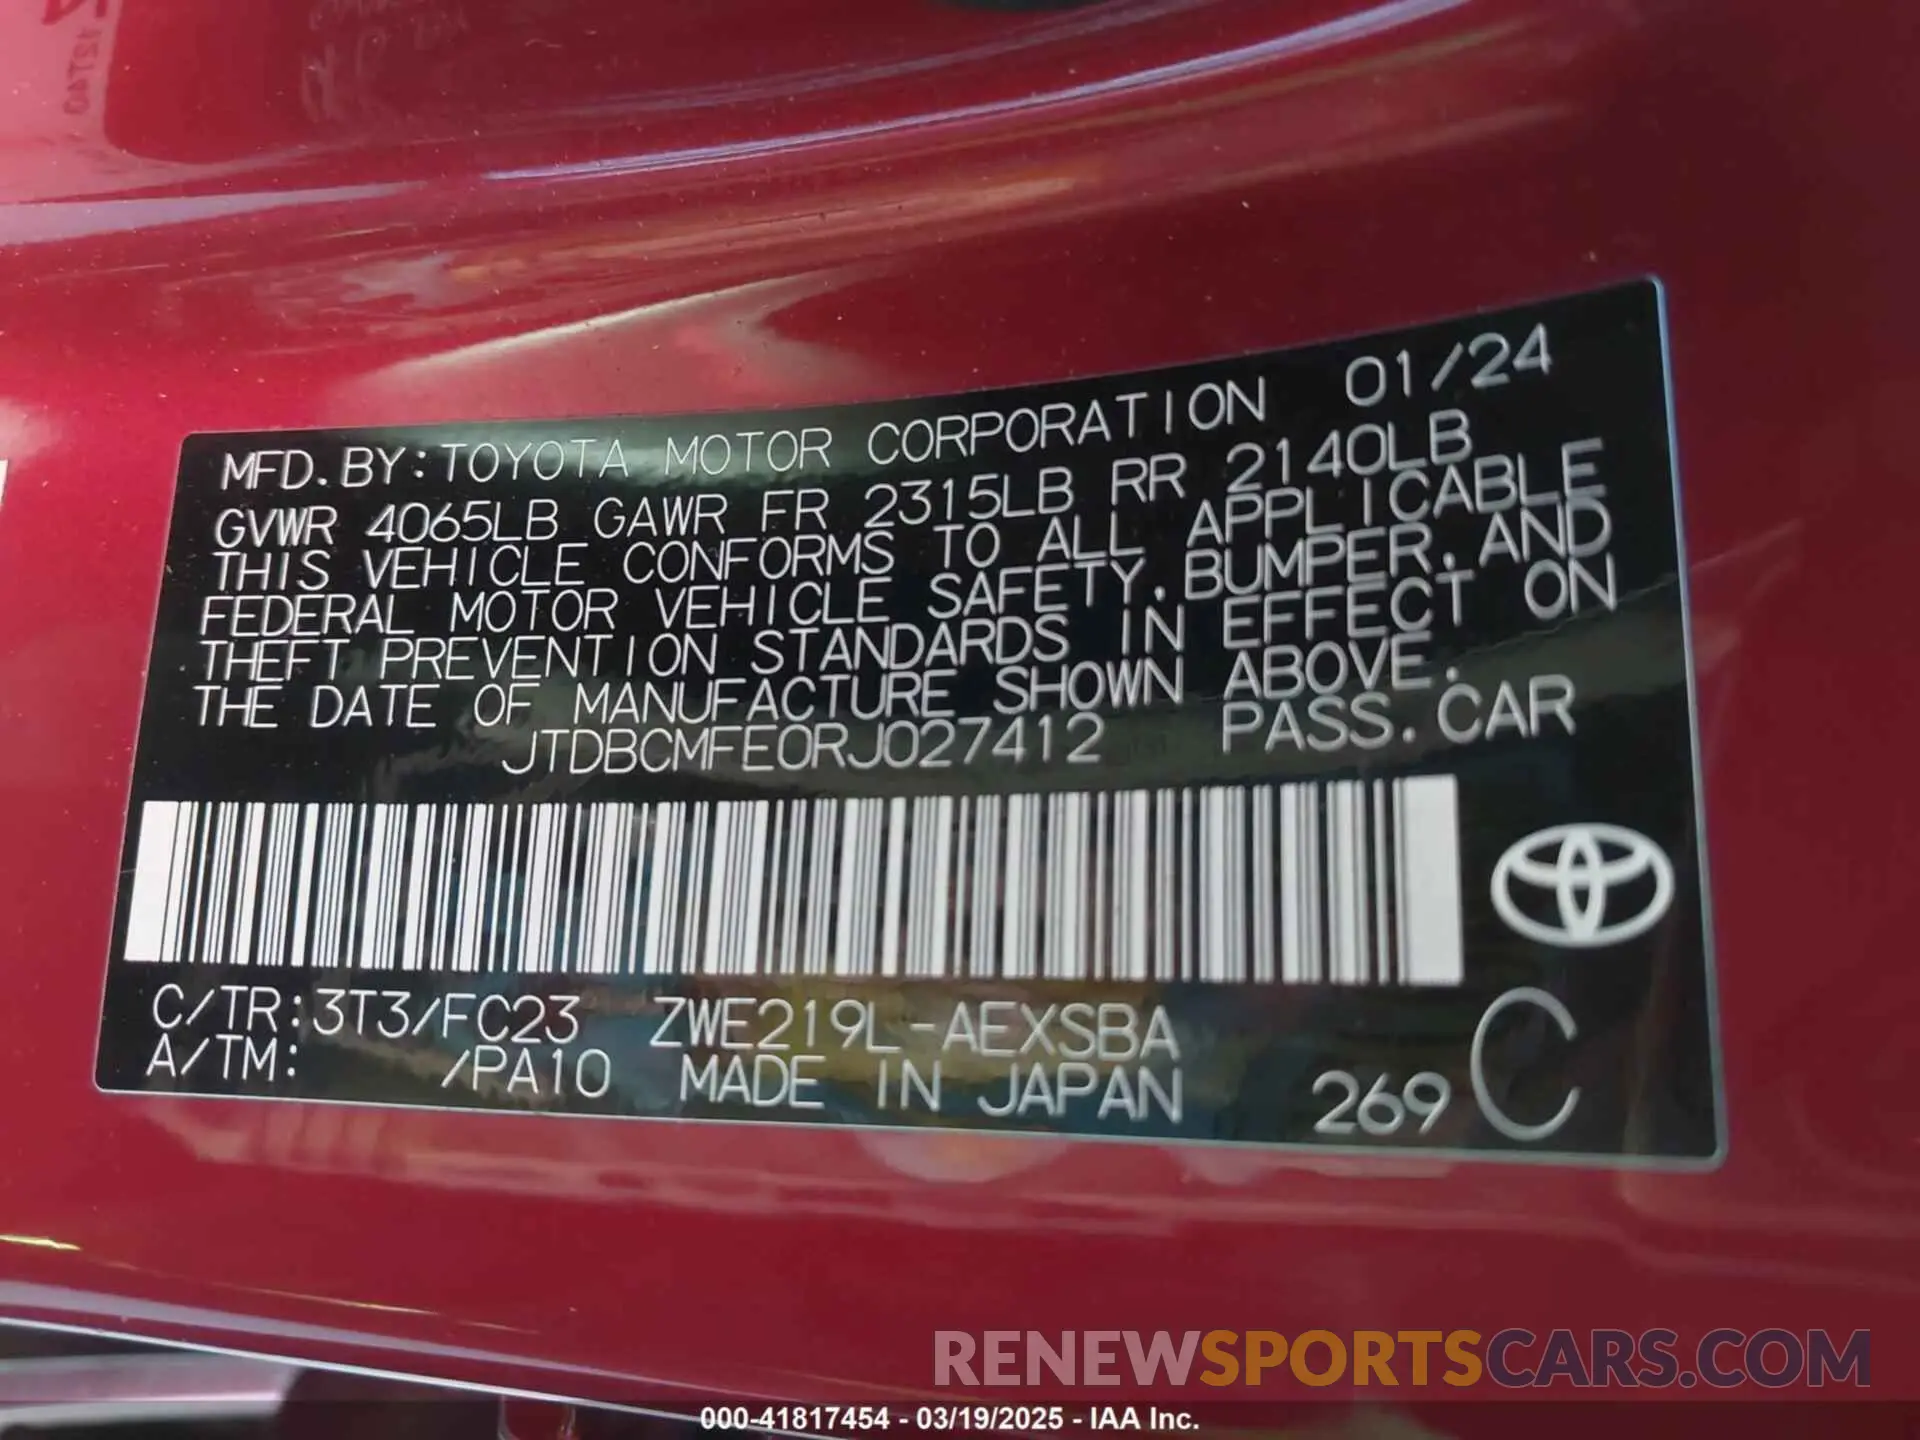 MFD. BY: TOYOTA MOTOR CORPORATION 01/24
GVWR 4065LB GAWR FR 2315LB RR 2140LB
THIS VEHICLE CONFORMS TO ALL APPLICABLE
FEDERAL MOTOR VEHICLE SAFETY, BUMPER, AND
THEFT PREVENTION STANDARDS IN EFFECT ON
THE DATE OF MANUFACTURE SHOWN ABOVE.
JTDBCMFE0RJ027412 PASS. CAR
C/TR: 3T3/FC23 ZWE219L-AEXSBA
A/TM: /PA10 MADE IN JAPAN 269 C
RENEWSPORTSCARS.COM
000-41817454 - 03/19/2025 - IAA Inc.